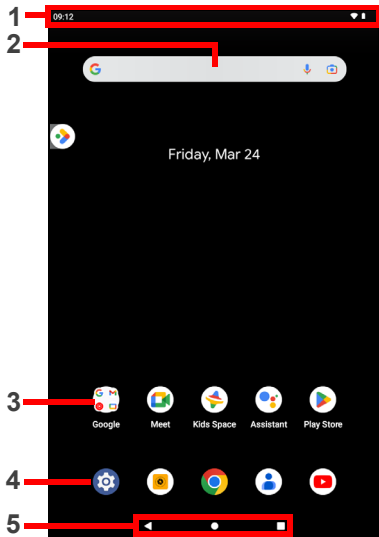 1
09:12
2
Friday, Mar 24
3
Google
Meet
Kids Space
Assistant
Play Store
4
5